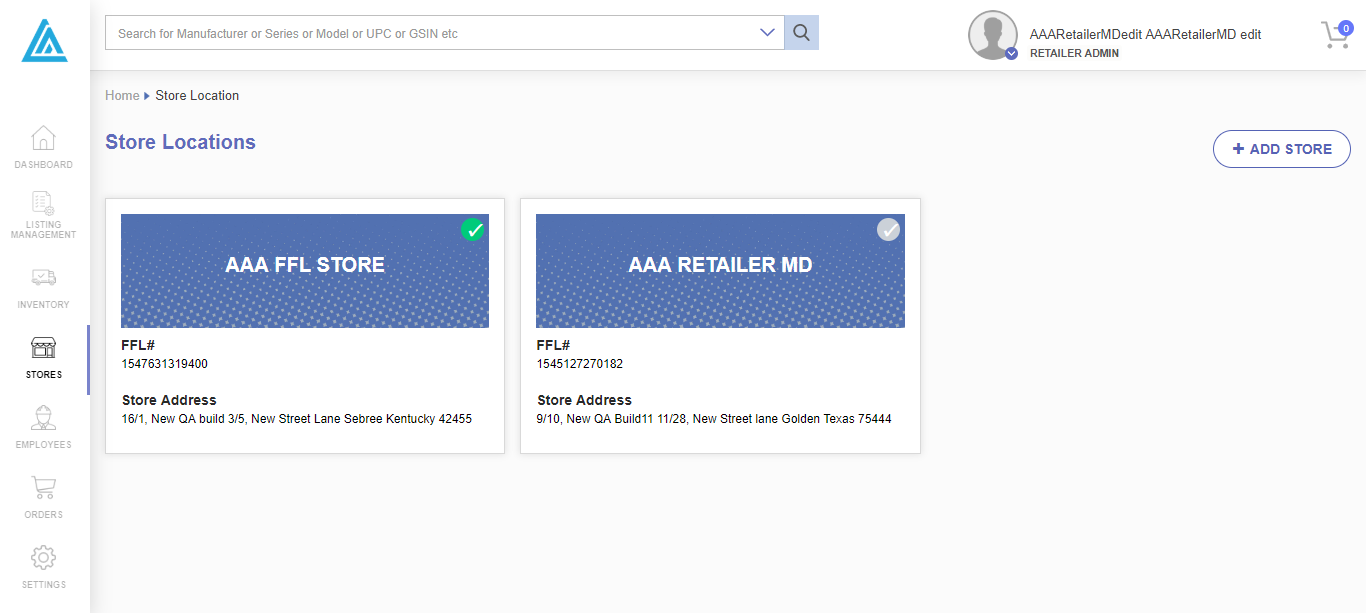 Search for Manufacturer or Series or Model or UPC or GSIN etc
AAARetailerMDedit AAARetailerMD edit
RETAILER ADMIN
0
Home Store Location
Store Locations
+ ADD STORE
DASHBOARD
LISTING
MANAGEMENT
INVENTORY
STORES
EMPLOYEES
ORDERS
SETTINGS
AAA FFL STORE
FFL#
1547631319400
Store Address
16/1, New QA build 3/5, New Street Lane Sebree Kentucky 42455
AAA RETAILER MD
FFL#
1545127270182
Store Address
9/10, New QA Build11 11/28, New Street lane Golden Texas 75444